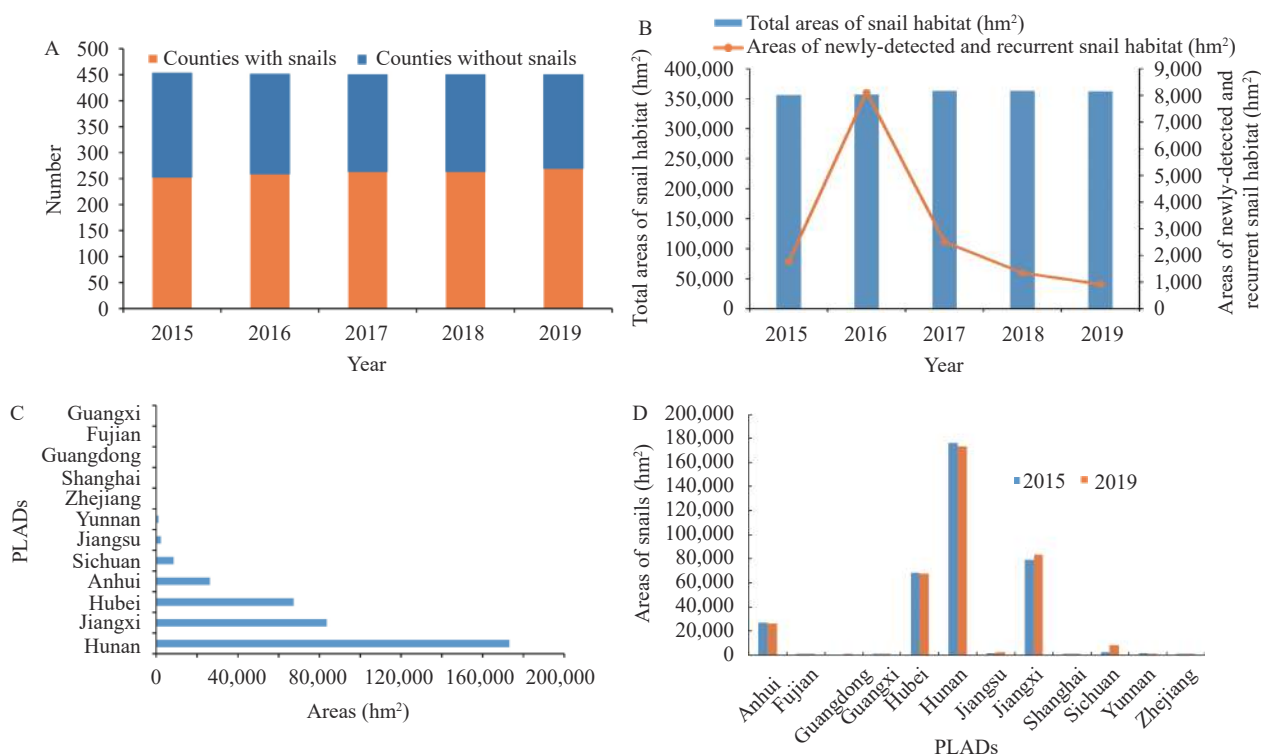 A
500
450
400
350
300
250
200
150
100
50
0
Number
Counties with snails
Counties without snails
2015 2016 2017 2018 2019
Year
B
Total areas of snail habitat (hm²)
Areas of newly-detected and recurrent snail habitat (hm²)
400,000
350,000
300,000
250,000
200,000
150,000
100,000
50,000
0
Total areas of snail habitat (hm²)
9,000
8,000
7,000
6,000
5,000
4,000
3,000
2,000
1,000
0
Areas of newly-detected and
recurrent snail habitat (hm²)
2015 2016 2017 2018 2019
Year
C
PLADs
Guangxi
Fujian
Guangdong
Shanghai
Zhejiang
Yunnan
Jiangsu
Sichuan
Anhui
Hubei
Jiangxi
Hunan
0 40,000 80,000 120,000 160,000 200,000
Areas (hm²)
D
200,000
180,000
160,000
140,000
120,000
100,000
80,000
60,000
40,000
20,000
0
Areas of snails (hm²)
2015 2019
Anhui
Fujian
Guangdong
Guangxi
Hubei
Hunan
Jiangsu
Jiangxi
Shanghai
Sichuan
Yunnan
Zhejiang
PLADs